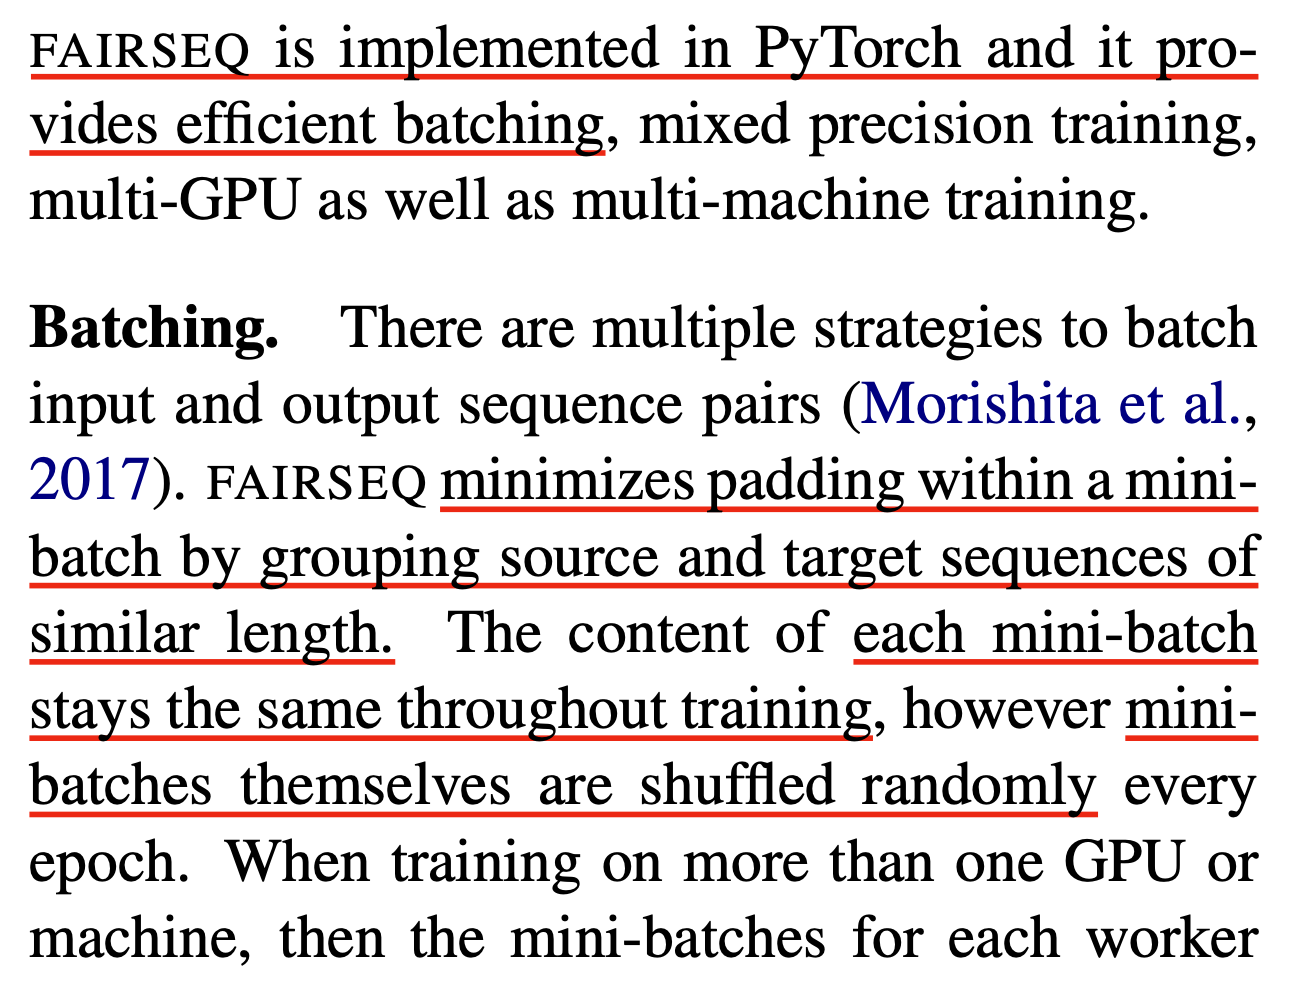 FAIRSEQ is implemented in PyTorch and it pro-
vides efficient batching, mixed precision training,
multi-GPU as well as multi-machine training.
Batching. There are multiple strategies to batch
input and output sequence pairs (Morishita et al.,
2017). FAIRSEQ minimizes padding within a mini-
batch by grouping source and target sequences of
similar length. The content of each mini-batch
stays the same throughout training, however mini-
batches themselves are shuffled randomly every
epoch. When training on more than one GPU or
machine, then the mini-batches for each worker